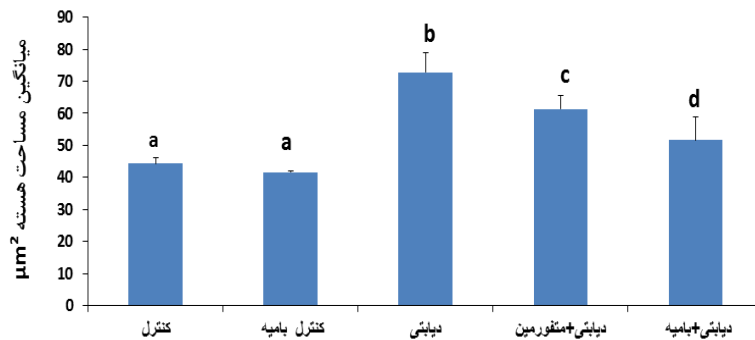 میانگین مساحت هسته µm²
90
80
70
60
50
40
30
20
10
0
a
a
b
c
d
کنترل
کنترل بامیه
دیابتی
دیابتی+متفورمین
دیابتی+بامیه